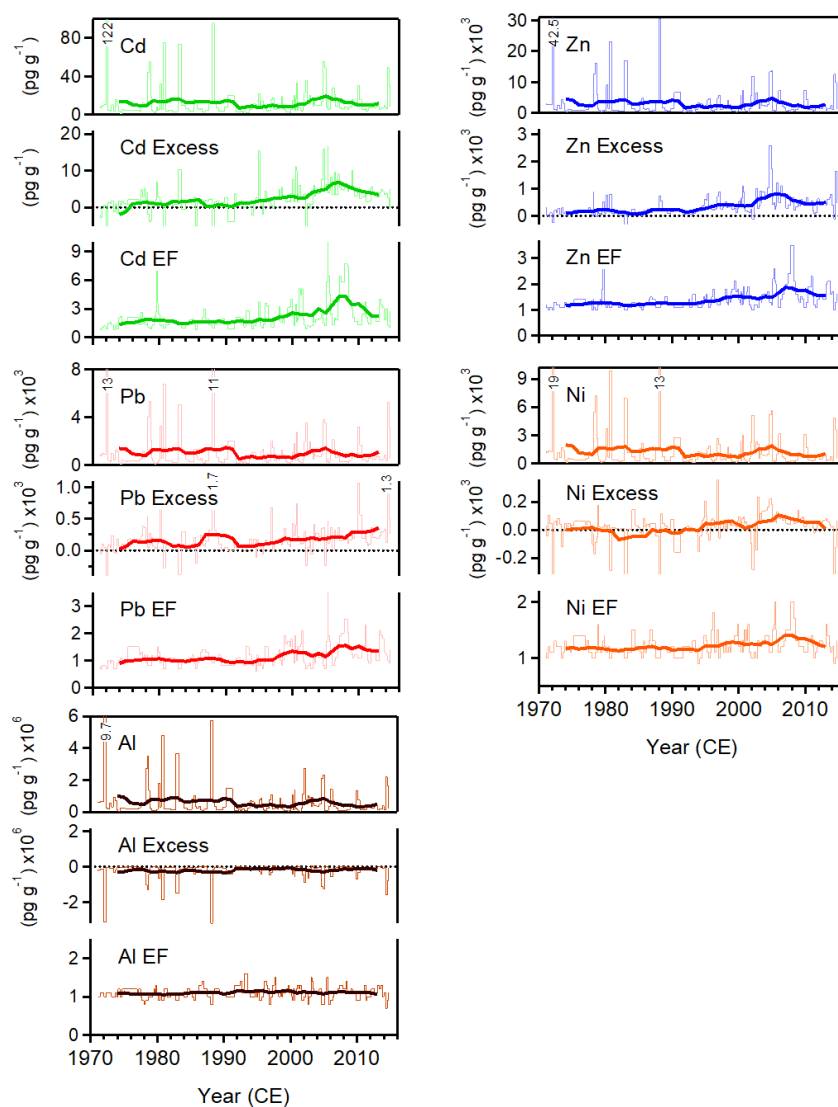 122
Cd
80
40
0
(pg g⁻¹)
Cd Excess
20
10
0
(pg g⁻¹)
Cd EF
9
6
3
0
13
11
Pb
8
4
0
(pg g⁻¹) x10³
1.7
1.3
Pb Excess
1.0
0.5
0.0
(pg g⁻¹) x10³
Pb EF
3
2
1
0
9.7
Al
6
4
2
0
(pg g⁻¹) x10⁶
Al Excess
2
0
-2
(pg g⁻¹) x10⁶
Al EF
2
1
0
1970 1980 1990 2000 2010
Year (CE)
42.5
Zn
30
20
10
0
(pg g⁻¹) x10³
Zn Excess
3
2
1
0
(pg g⁻¹) x10³
Zn EF
3
2
1
0
19
13
Ni
9
6
3
0
(pg g⁻¹) x10³
Ni Excess
0.2
0.0
-0.2
(pg g⁻¹) x10³
Ni EF
2
1
1970 1980 1990 2000 2010
Year (CE)